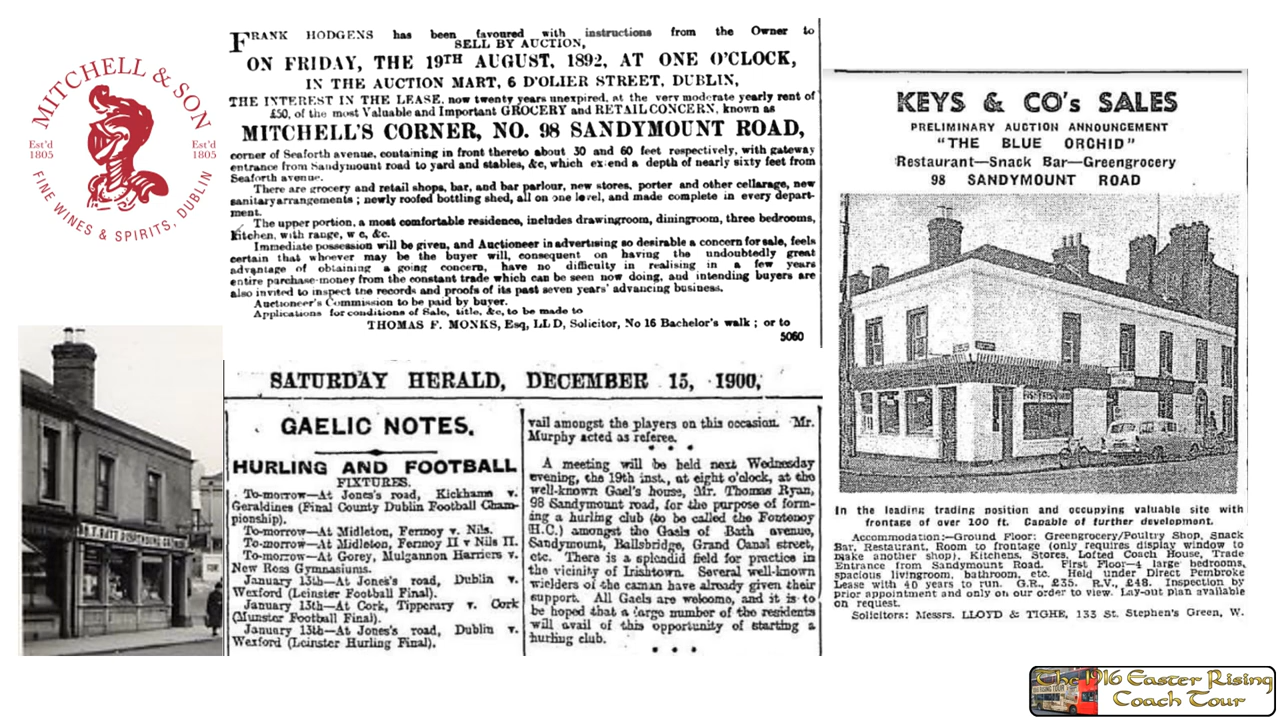 MITCHELL & SON
Est'd
1805
Est'd
1805
FINE WINES & SPIRITS, DUBLIN
FRANK HODGENS has been favoured with instructions from the Owner to
SELL BY AUCTION,
ON FRIDAY, THE 19TH AUGUST, 1892, AT ONE O'CLOCK,
IN THE AUCTION MART, 6 D'OLIER STREET, DUBLIN,
THE INTEREST IN THE LEASE, now twenty years unexpired, at the very moderate yearly rent of
£50, of the most Valuable and Important GROCERY and RETAIL CONCERN, known as
MITCHELL'S CORNER, NO. 98 SANDYMOUNT ROAD,
corner of Seaforth avenue, containing in front thereto about 30 and 60 feet respectively, with gateway
entrance from Sandymount road to yard and stables, &c, which extend a depth of nearly sixty feet from
Seaforth avenue.
There are grocery and retail shops, bar, and bar parlour, new stores, porter and other cellarage, new
sanitary arrangements; newly roofed bottling shed, all on one level, and made complete in every depart-
ment.
The upper portion, a most comfortable residence, includes drawingroom, diningroom, three bedrooms,
kitchen, with range, w c, &c.
Immediate possession will be given, and Auctioneer in advertising so desirable a concern for sale, feels
certain that whoever may be the buyer will, consequent on having the undoubtedly great
advantage of obtaining a going concern, have no difficulty in realising in a few years
entire purchase-money from the constant trade which can be seen now doing, and intending buyers are
also invited to inspect the records and proofs of its past seven years' advancing business.
Auctioneer's Commission to be paid by buyer.
Applications for conditions of Sale, title, &c, to be made to
THOMAS F. MONKS, Esq, LL D, Solicitor, No 16 Bachelor's walk; or to
5060
SATURDAY HERALD, DECEMBER 15, 1900,
GAELIC NOTES.
HURLING AND FOOTBALL
FIXTURES.
To-morrow—At Jones's road, Kickhams v.
Geraldines (Final County Dublin Football Cham-
pionship).
To-morrow—At Midleton, Fermoy v. Nils.
To-morrow—At Midleton, Fermoy II v Nils II.
To-morrow—At Gorey, Mulgannon Harriers v.
New Ross Gymnasiums.
January 13th—At Jones's road, Dublin v.
Wexford (Leinster Football Final).
January 13th—At Cork, Tipperary v. Cork
(Munster Football Final).
January 13th—At Jones's road, Dublin v.
Wexford (Leinster Hurling Final).
vail amongst the players on this occasion. Mr.
Murphy acted as referee.
A meeting will be held next Wednesday
evening, the 19th inst., at eight o'clock, at the
well-known Gael's house, Mr. Thomas Ryan,
98 Sandymount road, for the purpose of form-
ing a hurling club (to be called the Fontenoy
H.C.) amongst the Gaels of Bath avenue,
Sandymount, Ballsbridge, Grand Canal street,
etc. There is a splendid field for practice in
the vicinity of Irishtown. Several well-known
wielders of the caman have already given their
support. All Gaels are welcome, and it is to
be hoped that a large number of the residents
will avail of this opportunity of starting a
hurling club.
KEYS & CO's SALES
PRELIMINARY AUCTION ANNOUNCEMENT
"THE BLUE ORCHID"
Restaurant—Snack Bar—Greengrocery
98 SANDYMOUNT ROAD
In the leading trading position and occupying valuable site with
frontage of over 100 ft. Capable of further development.
Accommodation:—Ground Floor: Greengrocery/Poultry Shop, Snack
Bar, Restaurant, Room to frontage (only requires display window to
make another shop), Kitchens, Stores, Lofted Coach House, Trade
Entrance from Sandymount Road. First Floor—4 large bedrooms,
spacious livingroom, bathroom, etc. Held under Direct Pembroke
Lease with 40 years to run. G.R., £35. R.V., £48. Inspection by
prior appointment and only on our order to view. Lay-out plan available
on request.
Solicitors: Messrs. LLOYD & TIGHE, 133 St. Stephen's Green, W.
The 1916 Easter Rising
Coach Tour